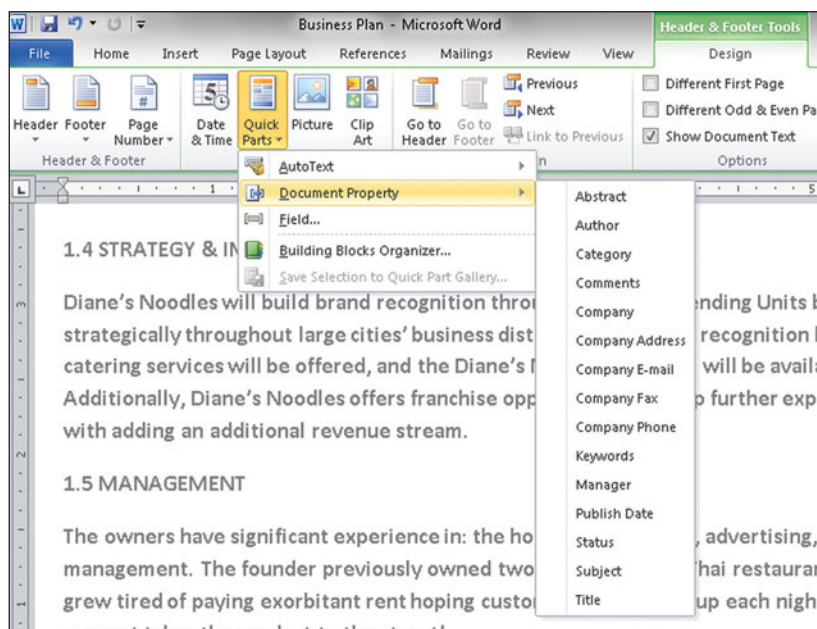 Business Plan - Microsoft Word
Header & Footer Tools
File Home Insert Page Layout References Mailings Review View Design
Header Footer Page Number Date & Time Quick Parts Picture Clip Art Go to Header Go to Footer
Previous
Next
Link to Previous
Different First Page
Different Odd & Even Pa
Show Document Text
Header & Footer
Options
AutoText
Document Property
Field...
Building Blocks Organizer...
Save Selection to Quick Part Gallery...
Abstract
Author
Category
Comments
Company
Company Address
Company E-mail
Company Fax
Company Phone
Keywords
Manager
Publish Date
Status
Subject
Title
1.4 STRATEGY & I
Diane's Noodles will build brand recognition throu ending Units b
strategically throughout large cities' business dist recognition
catering services will be offered, and the Diane's will be availa
Additionally, Diane's Noodles offers franchise opp p further exp
with adding an additional revenue stream.
1.5 MANAGEMENT
The owners have significant experience in: the ho , advertising,
management. The founder previously owned two hai restaura
grew tired of paying exorbitant rent hoping custo up each nigh